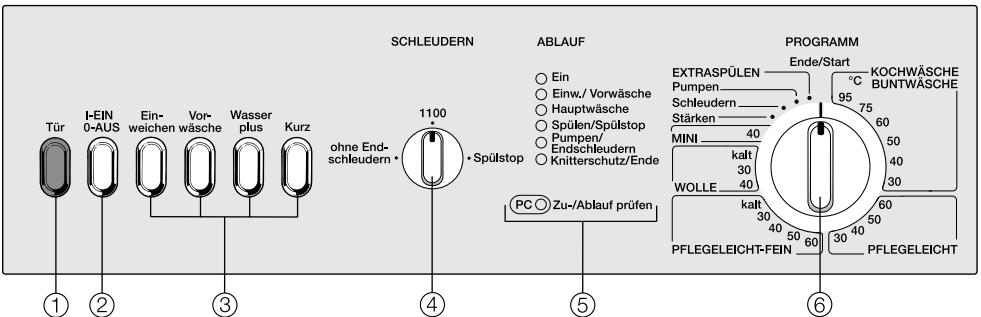 SCHLEUDERN
ABLAUF
PROGRAMM
Tür
I-EIN
0-AUS
Ein-
weichen
Vor-
wäsche
Wasser
plus
Kurz
1100
ohne End-
schleudern
Spülstop
Ein
Einw./ Vorwäsche
Hauptwäsche
Spülen/Spülstop
Pumpen/
Endschleudern
Knitterschutz/Ende
PC Zu-/Ablauf prüfen
Ende/Start
EXTRASPÜLEN
Pumpen
Schleudern
Stärken
40
MINI
kalt
30
40
WOLLE
kalt
30
40
50
60
PFLEGELEICHT-FEIN
°C
KOCHWÄSCHE
BUNTWÄSCHE
95
75
60
50
40
30
60
50
40
30
PFLEGELEICHT
1
2
3
4
5
6